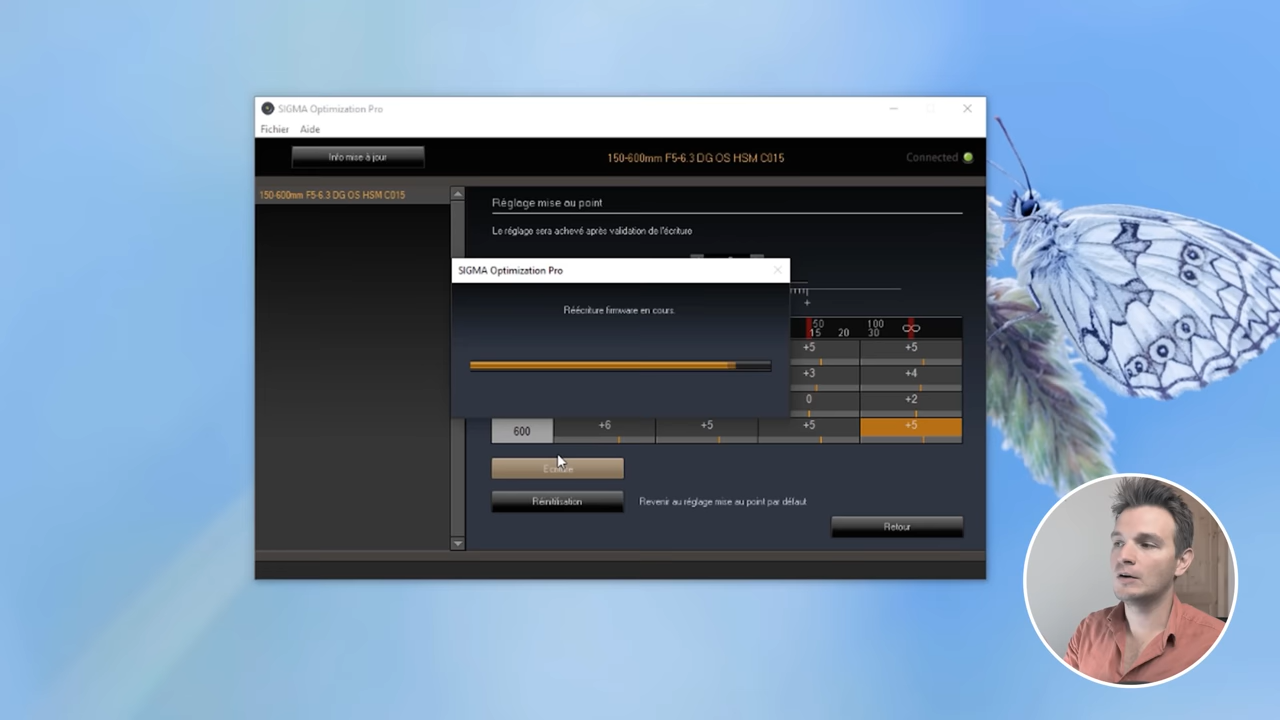 SIGMA Optimization Pro
Fichier Aide
Info mise à jour
150-600mm F5-6.3 DG OS HSM C015
Connected
150-600mm F5-6.3 DG OS HSM C015
Réglage mise au point
Le réglage sera achevé après validation de l'écriture
SIGMA Optimization Pro
Réécriture firmware en cours.
+
50 100 ∞
15 20 30
+5 +5
+3 +4
0 +2
600 +6 +5 +5 +5
Ecriture
Réintilisation Revenir au réglage mise au point par défaut
Retour